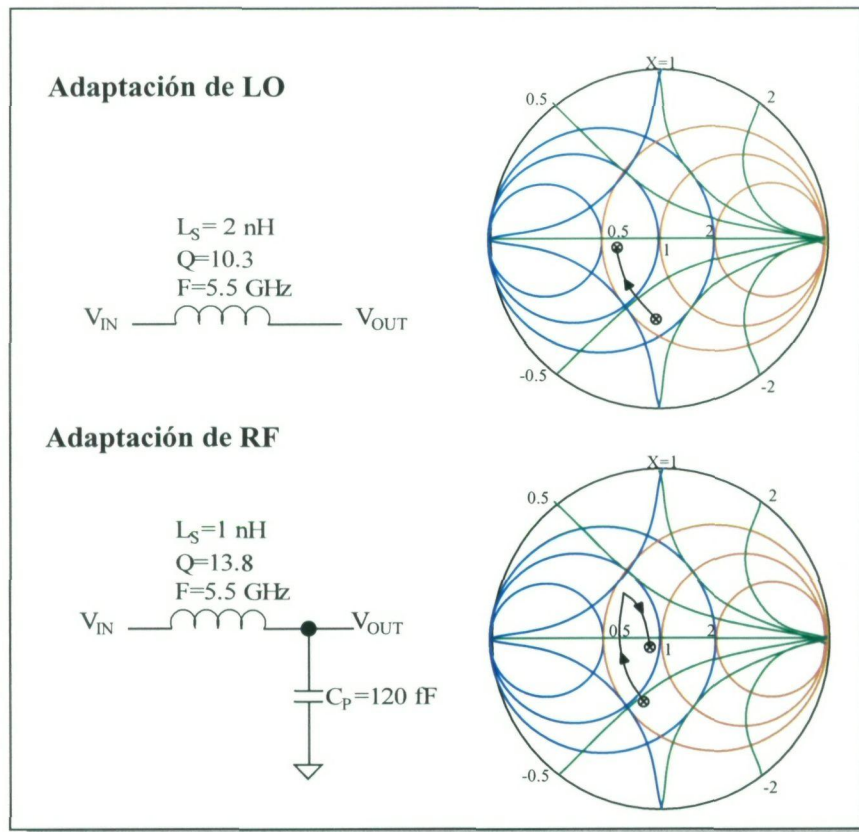 Adaptación de LO
L_S= 2 nH
Q=10.3
F=5.5 GHz
V_IN
V_OUT
X=1
0.5
2
0.5
1
2
-0.5
-2
Adaptación de RF
L_S=1 nH
Q=13.8
F=5.5 GHz
V_IN
V_OUT
C_P=120 fF
X=1
0.5
2
0.5
1
2
-0.5
-2